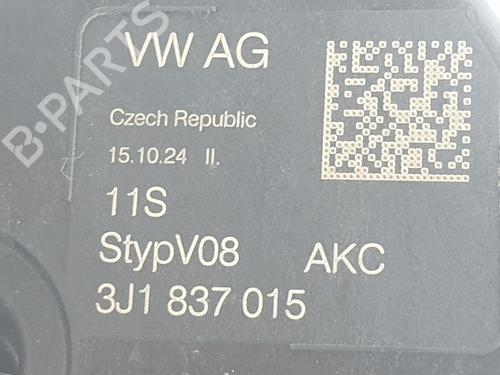 VW AG
B-PARTS
Czech Republic
15.10.24 II.
11S
StypV08 AKC
3J1 837 015